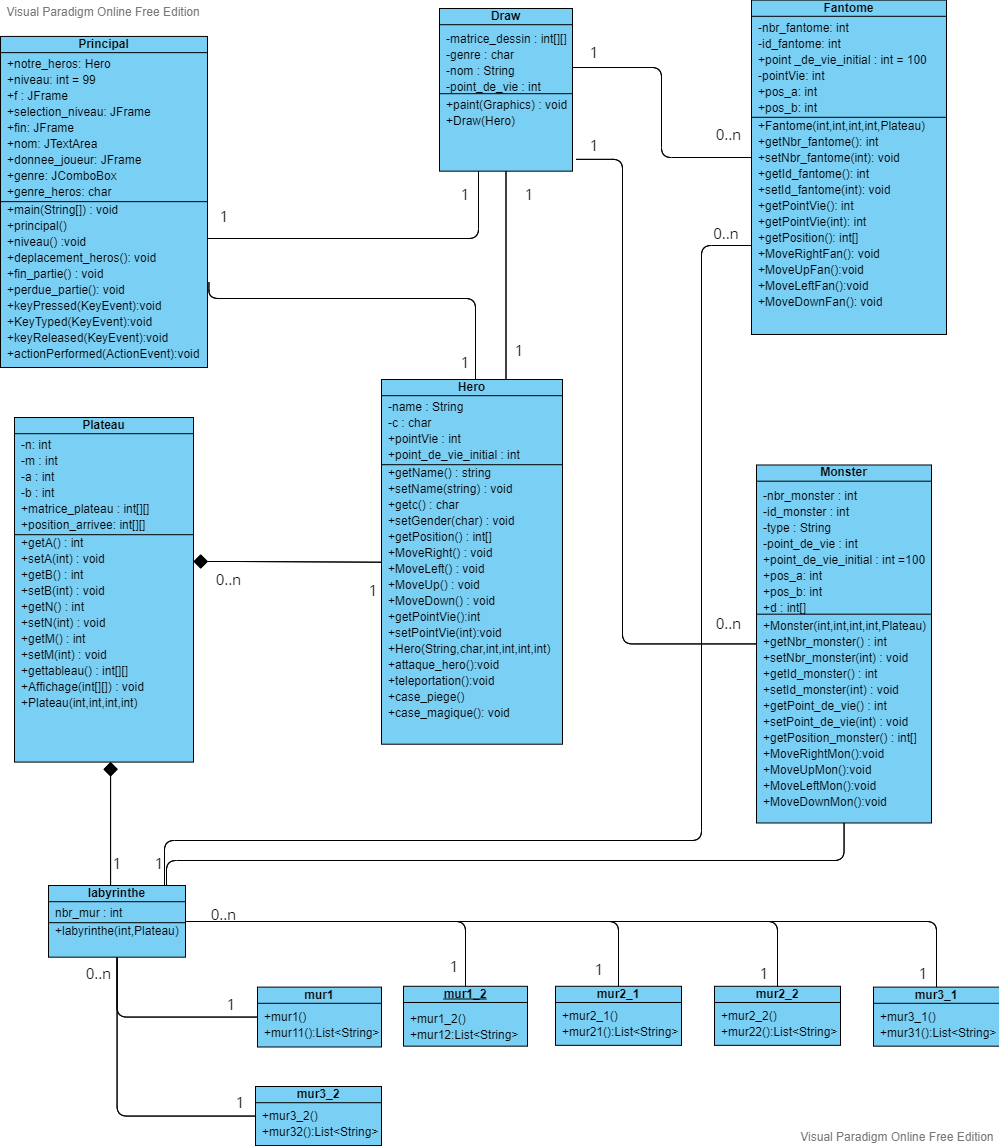 Visual Paradigm Online Free Edition
Principal
+notre_heros: Hero
+niveau: int = 99
+f : JFrame
+selection_niveau: JFrame
+fin: JFrame
+nom: JTextArea
+donnee_joueur: JFrame
+genre: JComboBox
+genre_heros: char
+main(String[]) : void
+principal()
+niveau() :void
+deplacement_heros(): void
+fin_partie() : void
+perdue_partie(): void
+keyPressed(KeyEvent):void
+KeyTyped(KeyEvent):void
+keyReleased(KeyEvent):void
+actionPerformed(ActionEvent):void
Draw
-matrice_dessin : int[][]
-genre : char
-nom : String
-point_de_vie : int
+paint(Graphics) : void
+Draw(Hero)
Fantome
-nbr_fantome: int
-id_fantome: int
+point _de_vie_initial : int = 100
-pointVie: int
+pos_a: int
+pos_b: int
+Fantome(int,int,int,int,Plateau)
+getNbr_fantome(): int
+setNbr_fantome(int): void
+getId_fantome(): int
+setId_fantome(int): void
+getPointVie(): int
+getPointVie(int): int
+getPosition(): int[]
+MoveRightFan(): void
+MoveUpFan():void
+MoveLeftFan():void
+MoveDownFan(): void
1
0..n
1
1
1
1
0..n
1
1
Hero
-name : String
-c : char
+pointVie : int
+point_de_vie_initial : int
+getName() : string
+setName(string) : void
+getc() : char
+setGender(char) : void
+getPosition() : int[]
+MoveRight() : void
+MoveLeft() : void
+MoveUp() : void
+MoveDown() : void
+getPointVie():int
+setPointVie(int):void
+Hero(String,char,int,int,int,int)
+attaque_hero():void
+teleportation():void
+case_piege()
+case_magique(): void
Plateau
-n: int
-m : int
-a : int
-b : int
+matrice_plateau : int[][]
+position_arrivee: int[][]
+getA() : int
+setA(int) : void
+getB() : int
+setB(int) : void
+getN() : int
+setN(int) : void
+getM() : int
+setM(int) : void
+gettableau() : int[][]
+Affichage(int[][]) : void
+Plateau(int,int,int,int)
0..n
1
Monster
-nbr_monster : int
-id_monster : int
-type : String
-point_de_vie : int
+point_de_vie_initial : int =100
+pos_a: int
+pos_b: int
+d : int[]
+Monster(int,int,int,int,Plateau)
+getNbr_monster() : int
+setNbr_monster(int) : void
+getId_monster() : int
+setId_monster(int) : void
+getPoint_de_vie() : int
+setPoint_de_vie(int) : void
+getPosition_monster() : int[]
+MoveRightMon():void
+MoveUpMon():void
+MoveLeftMon():void
+MoveDownMon():void
0..n
1
1
labyrinthe
nbr_mur : int
+labyrinthe(int,Plateau)
0..n
0..n
1
1
1
1
1
1
mur1
+mur1()
+mur11():List<String>
mur1_2
+mur1_2()
+mur12:List<String>
mur2_1
+mur2_1()
+mur21():List<String>
mur2_2
+mur2_2()
+mur22():List<String>
mur3_1
+mur3_1()
+mur31():List<String>
mur3_2
+mur3_2()
+mur32():List<String>
Visual Paradigm Online Free Edition